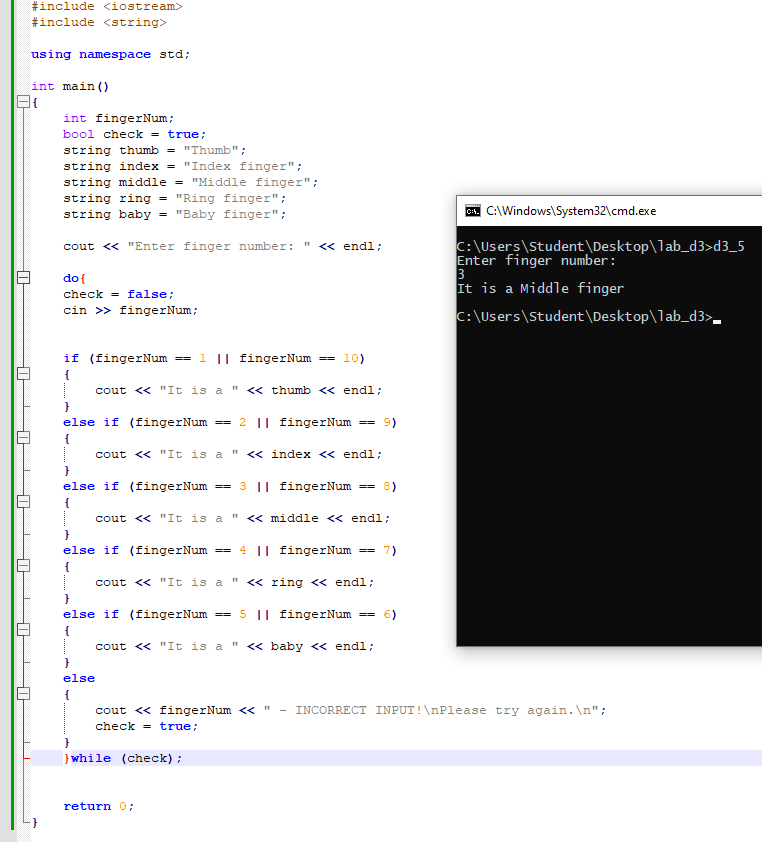 #include <iostream>
#include <string>
using namespace std;
int main()
{
int fingerNum;
bool check = true;
string thumb = "Thumb";
string index = "Index finger";
string middle = "Middle finger";
string ring = "Ring finger";
string baby = "Baby finger";
cout << "Enter finger number: " << endl;
do{
check = false;
cin >> fingerNum;
if (fingerNum == 1 || fingerNum == 10)
{
cout << "It is a " << thumb << endl;
}
else if (fingerNum == 2 || fingerNum == 9)
{
cout << "It is a " << index << endl;
}
else if (fingerNum == 3 || fingerNum == 8)
{
cout << "It is a " << middle << endl;
}
else if (fingerNum == 4 || fingerNum == 7)
{
cout << "It is a " << ring << endl;
}
else if (fingerNum == 5 || fingerNum == 6)
{
cout << "It is a " << baby << endl;
}
else
{
cout << fingerNum << " - INCORRECT INPUT!\nPlease try again.\n";
check = true;
}
}while (check);
return 0;
}
C:\Windows\System32\cmd.exe
C:\Users\Student\Desktop\lab_d3>d3_5
Enter finger number:
3
It is a Middle finger
C:\Users\Student\Desktop\lab_d3>